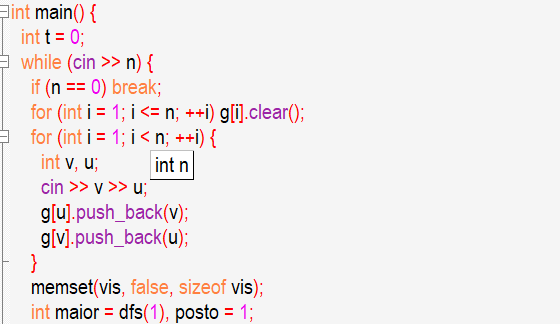 int main() {
int t = 0;
while (cin >> n) {
if (n == 0) break;
for (int i = 1; i <= n; ++i) g[i].clear();
for (int i = 1; i < n; ++i) {
int v, u;
int n
cin >> v >> u;
g[u].push_back(v);
g[v].push_back(u);
}
memset(vis, false, sizeof vis);
int maior = dfs(1), posto = 1;